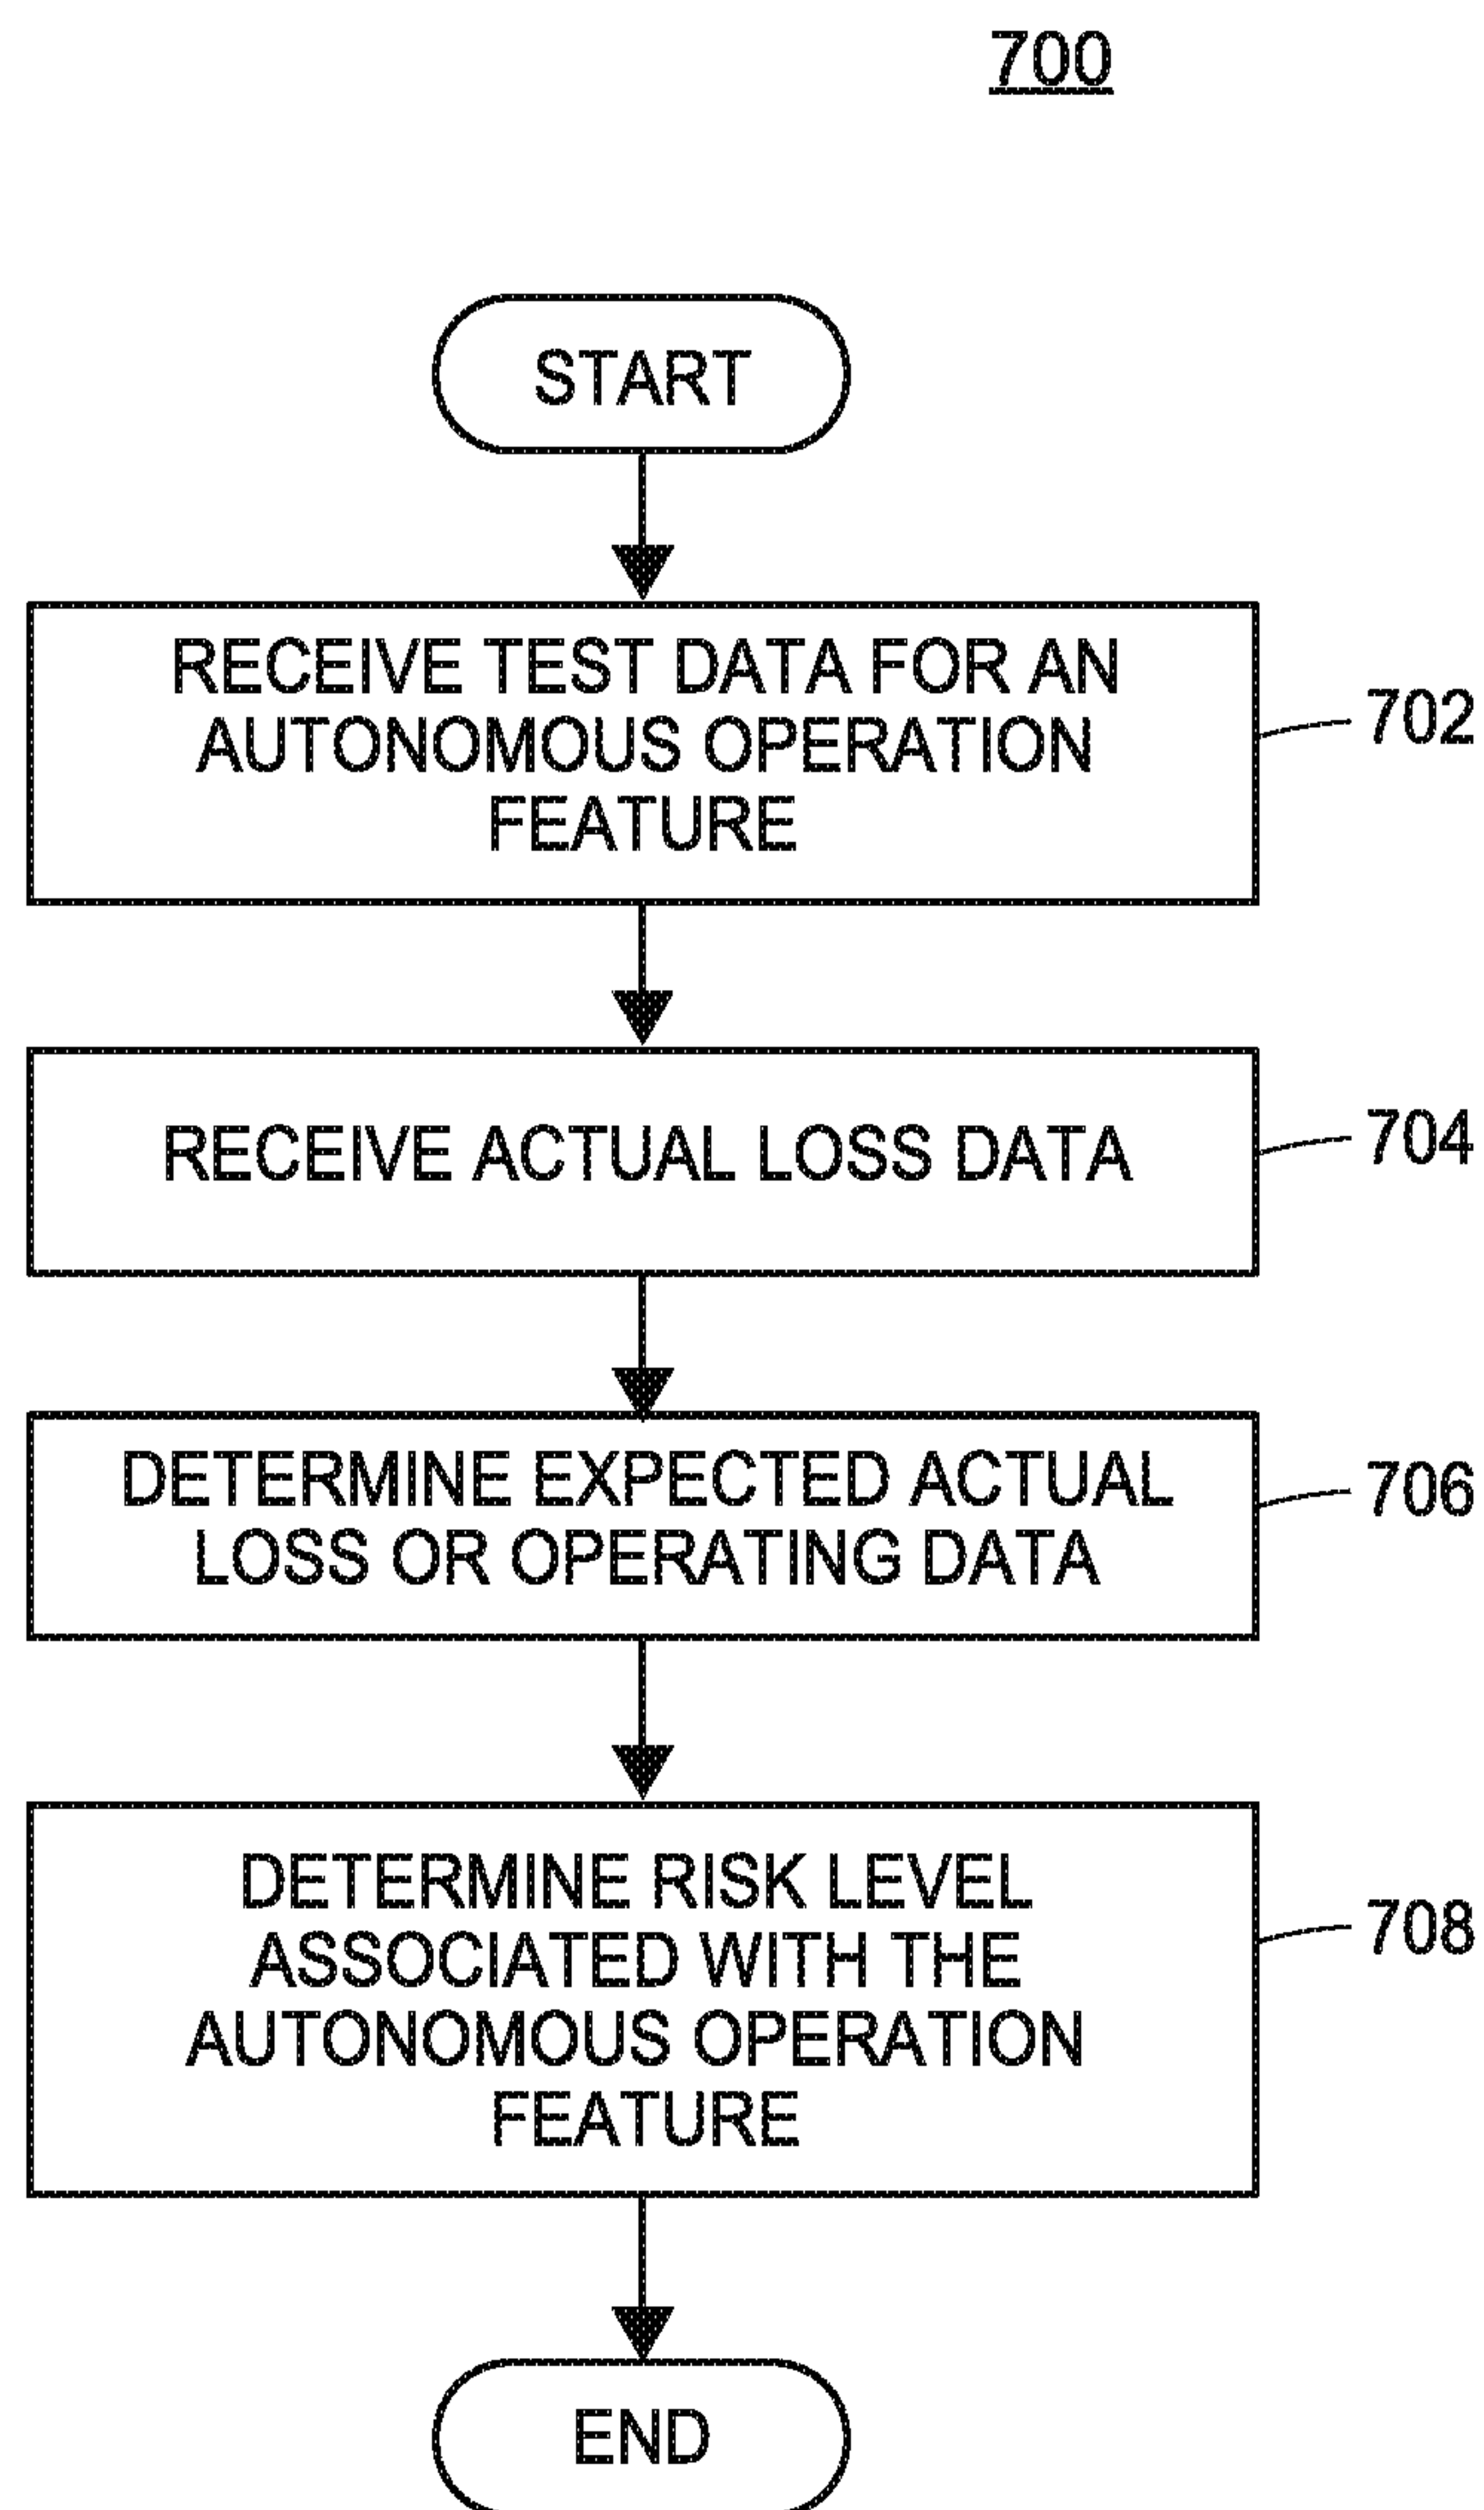 700
START
RECEIVE TEST DATA FOR AN
AUTONOMOUS OPERATION
FEATURE
702
RECEIVE ACTUAL LOSS DATA
704
DETERMINE EXPECTED ACTUAL
LOSS OR OPERATING DATA
706
DETERMINE RISK LEVEL
ASSOCIATED WITH THE
AUTONOMOUS OPERATION
FEATURE
708
END